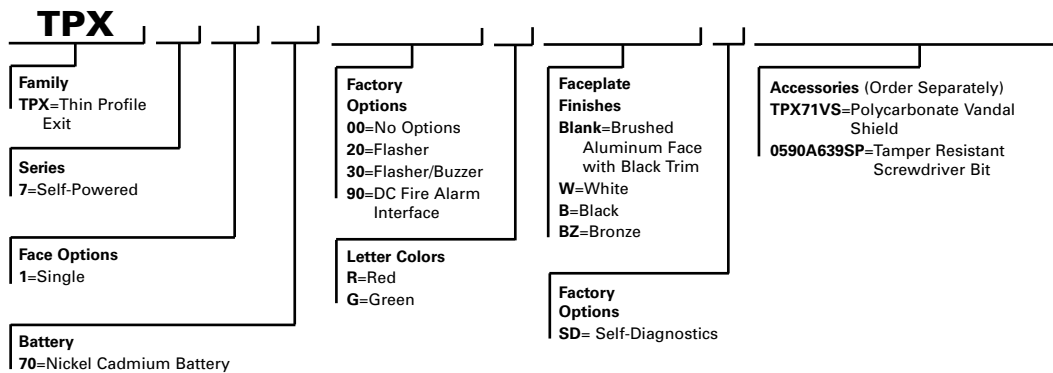 TPX
Family
TPX=Thin Profile
Exit
Series
7=Self-Powered
Face Options
1=Single
Battery
70=Nickel Cadmium Battery
Factory
Options
00=No Options
20=Flasher
30=Flasher/Buzzer
90=DC Fire Alarm
Interface
Letter Colors
R=Red
G=Green
Faceplate
Finishes
Blank=Brushed
Aluminum Face
with Black Trim
W=White
B=Black
BZ=Bronze
Factory
Options
SD= Self-Diagnostics
Accessories (Order Separately)
TPX71VS=Polycarbonate Vandal
Shield
0590A639SP=Tamper Resistant
Screwdriver Bit